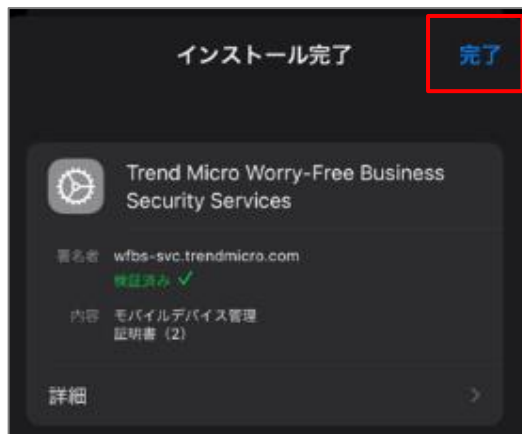 インストール完了
完了
Trend Micro Worry-Free Business
Security Services
署名者 wfbs-svc.trendmicro.com
検証済み ✓
内容 モバイルデバイス管理
証明書（2）
詳細